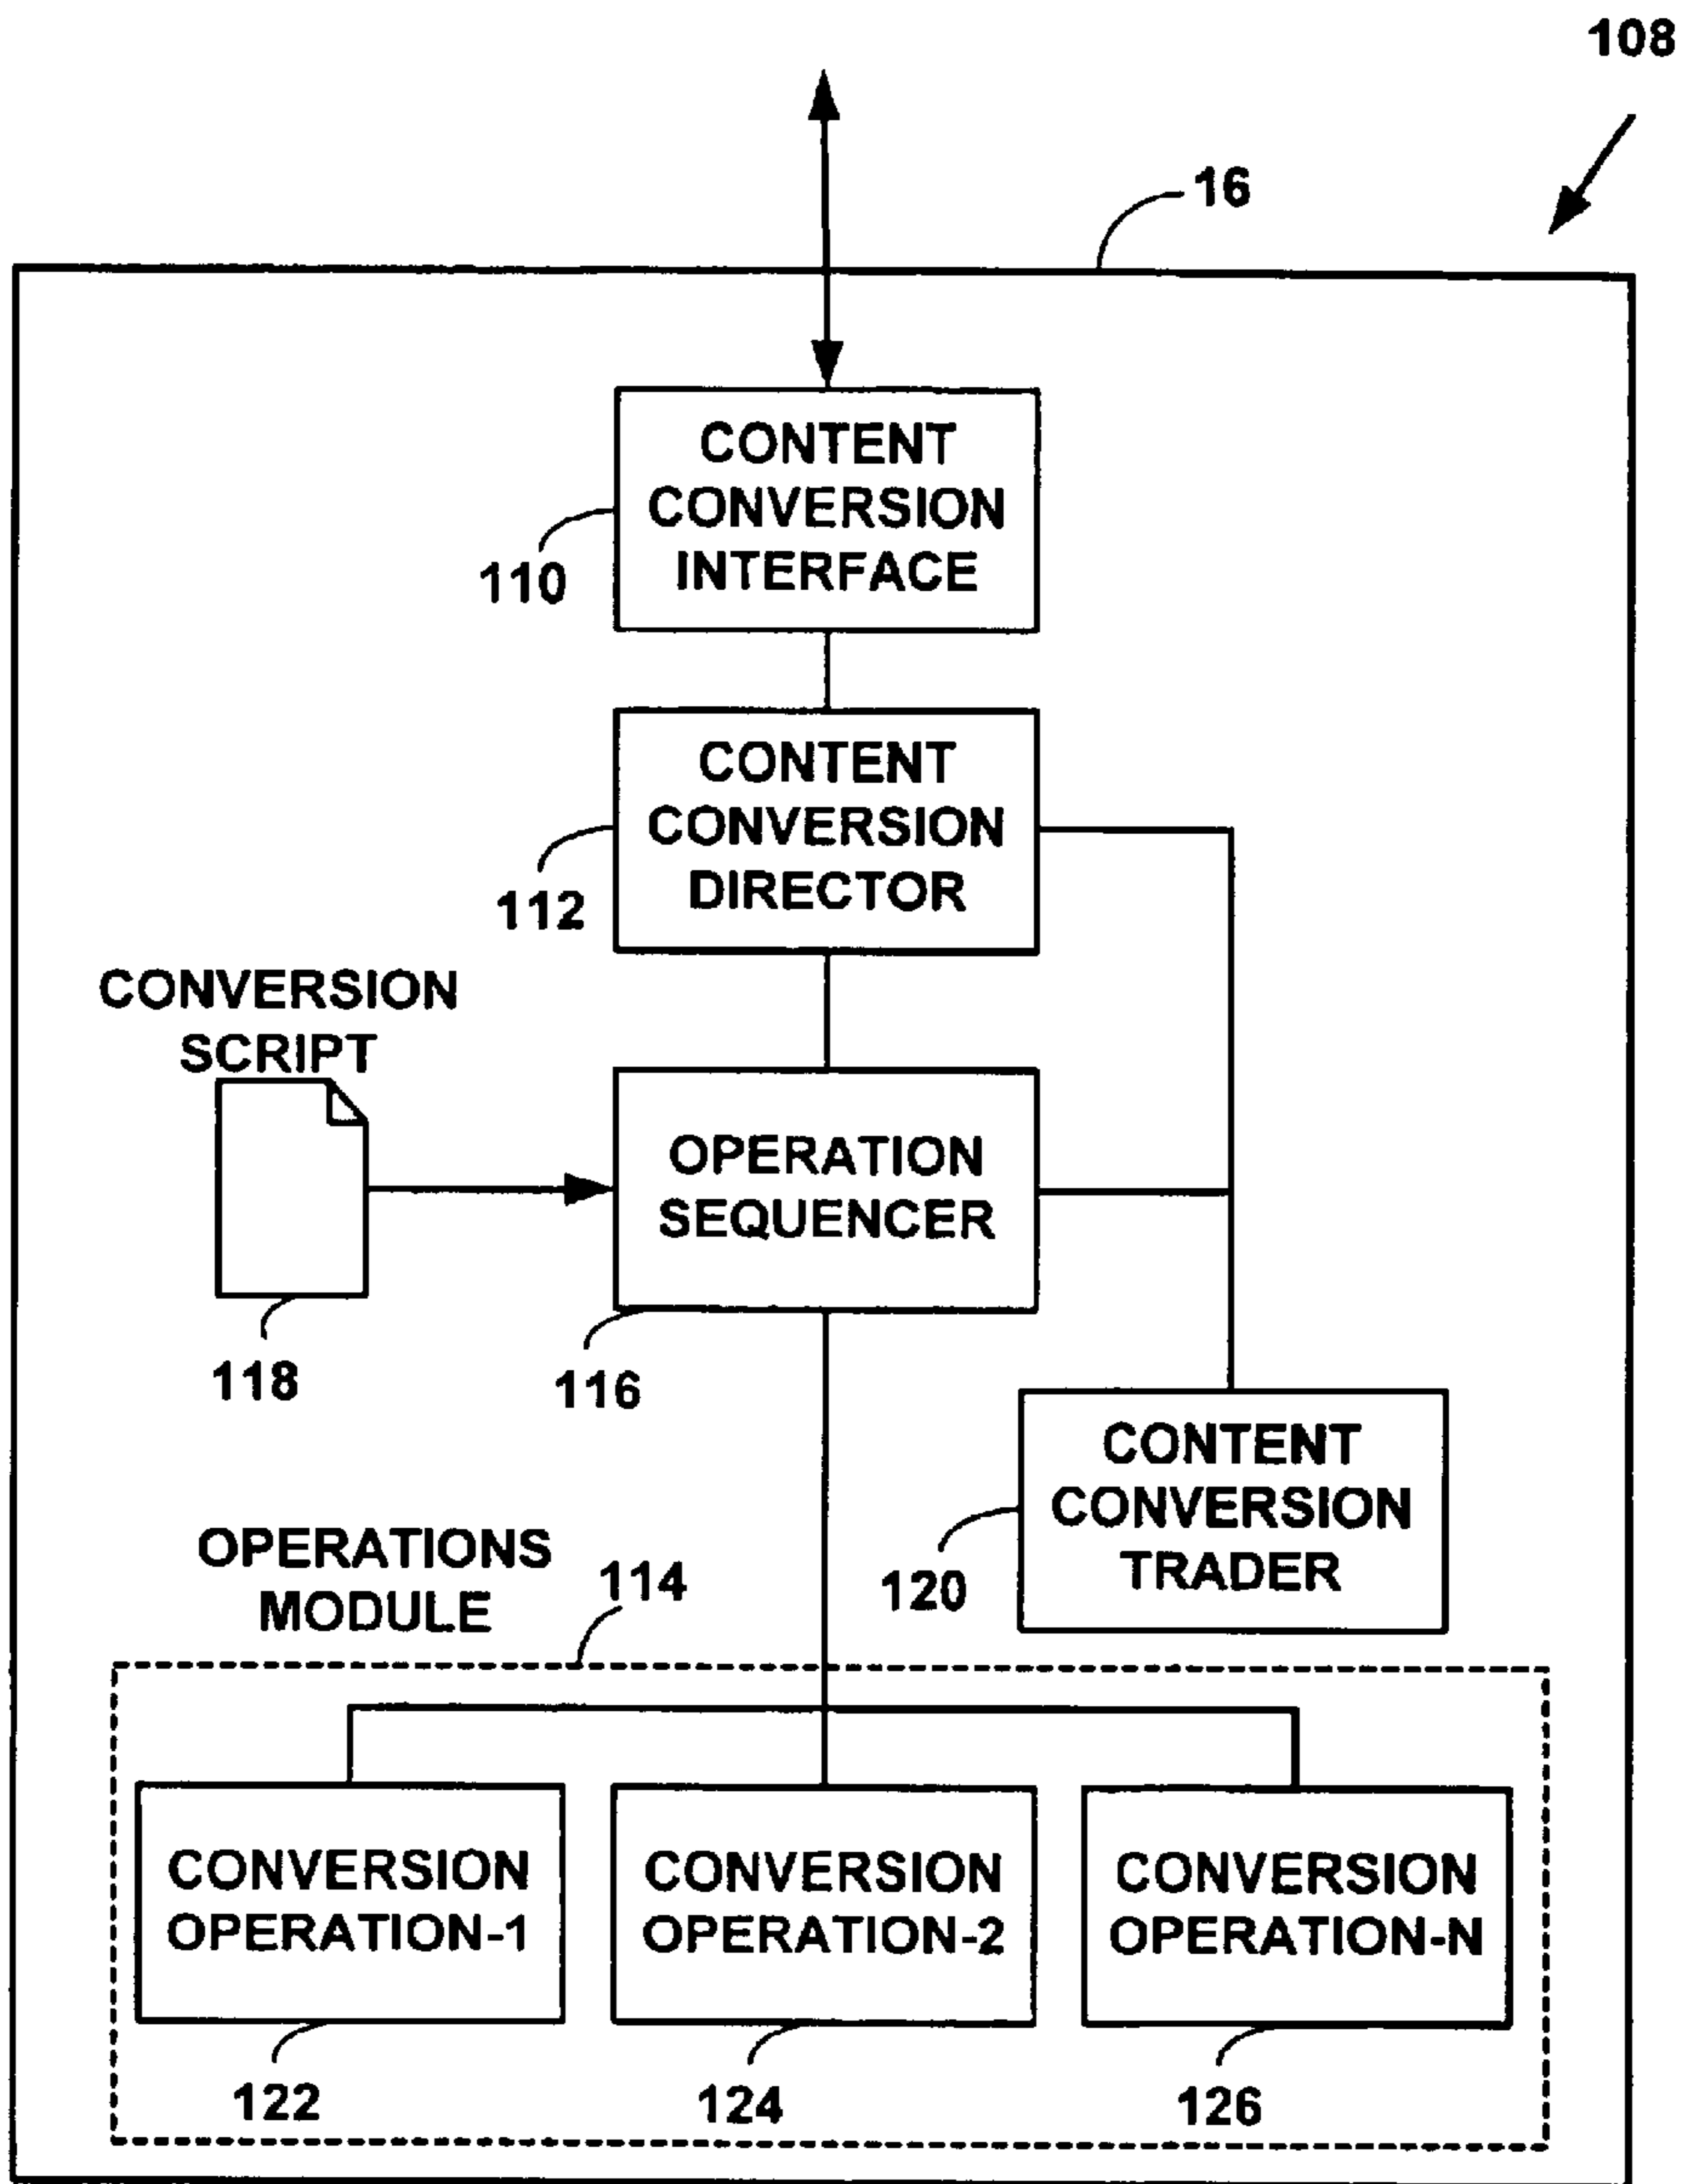 108
16
CONTENT
CONVERSION
INTERFACE
110
CONTENT
CONVERSION
DIRECTOR
112
CONVERSION
SCRIPT
OPERATION
SEQUENCER
118
116
CONTENT
CONVERSION
TRADER
120
OPERATIONS
MODULE
114
CONVERSION
OPERATION-1
CONVERSION
OPERATION-2
CONVERSION
OPERATION-N
122
124
126